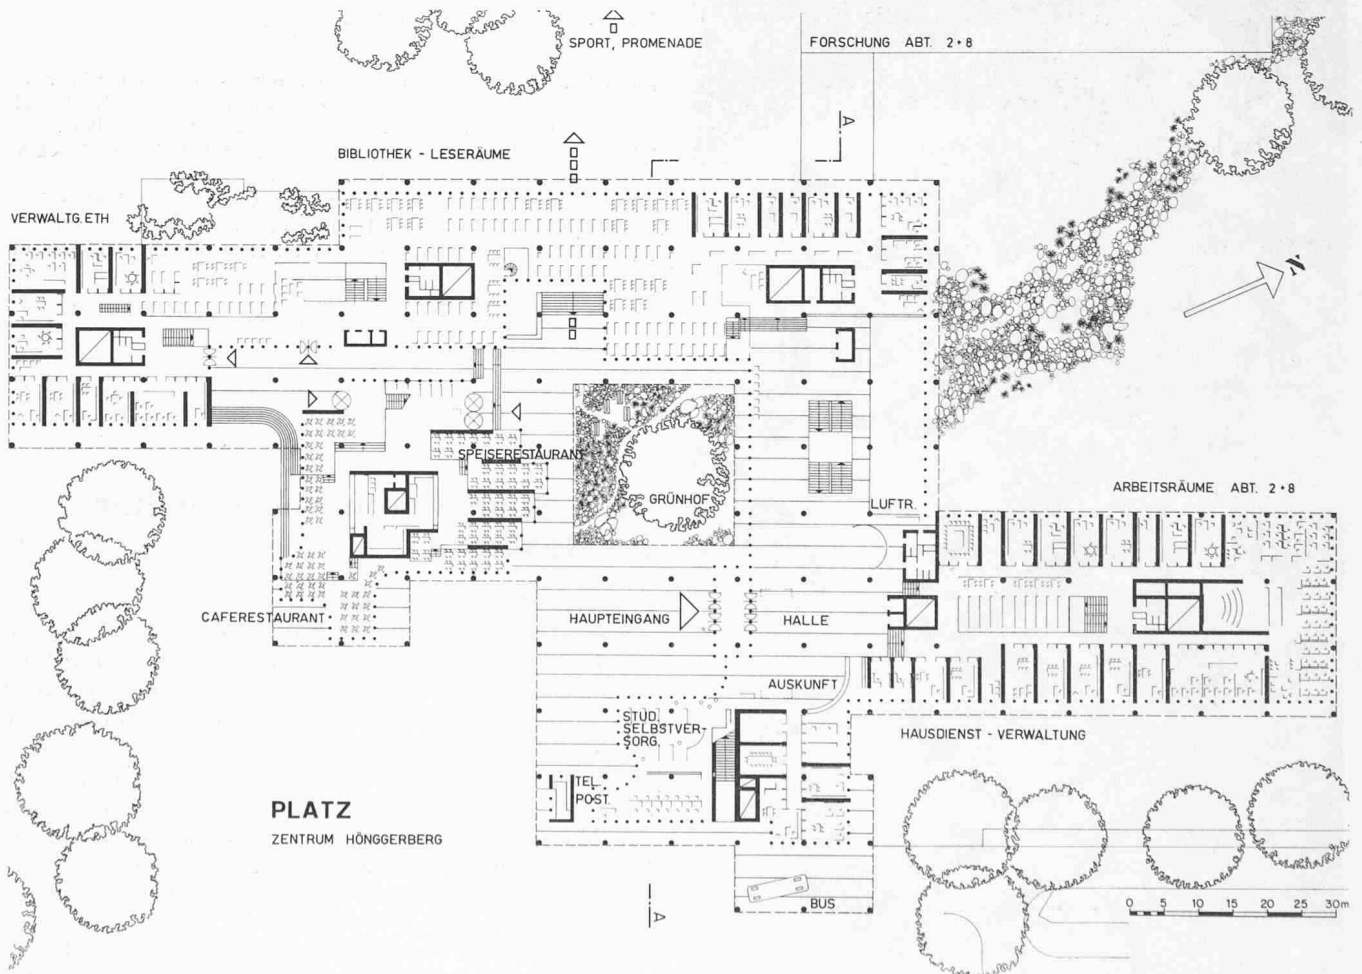 SPORT, PROMENADE
FORSCHUNG ABT. 2+8
A
BIBLIOTHEK - LESERÄUME
VERWALTG. ETH
N
SPEISERESTAURANT
GRÜNHOF
LUFTR.
ARBEITSRÄUME ABT. 2+8
CAFERESTAURANT
HAUPTEINGANG
HALLE
AUSKUNFT
STUD.
SELBSTVER-
SORG.
HAUSDIENST - VERWALTUNG
TEL.
POST.
PLATZ
ZENTRUM HÖNGGERBERG
BUS
A
0 5 10 15 20 25 30m